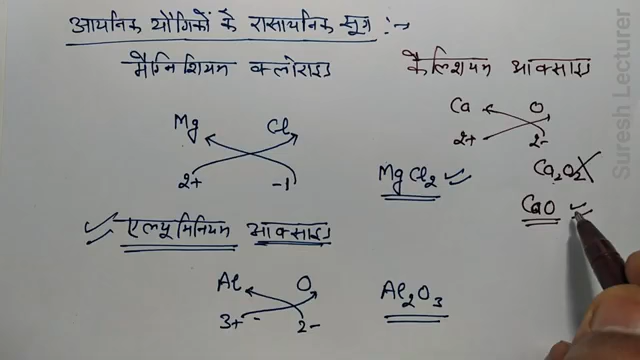 आयनिक यौगिकों के रासायनिक सूत्र :-
मैग्निशियम क्लोराइड
Mg Cl
2+ -1
MgCl₂
कैल्शियम आक्साइड
Ca O
2+ 2-
Ca₂O₂
CaO
एल्यूमिनियम आक्साइड
Al O
3+ 2-
Al₂O₃
Suresh Lecturer